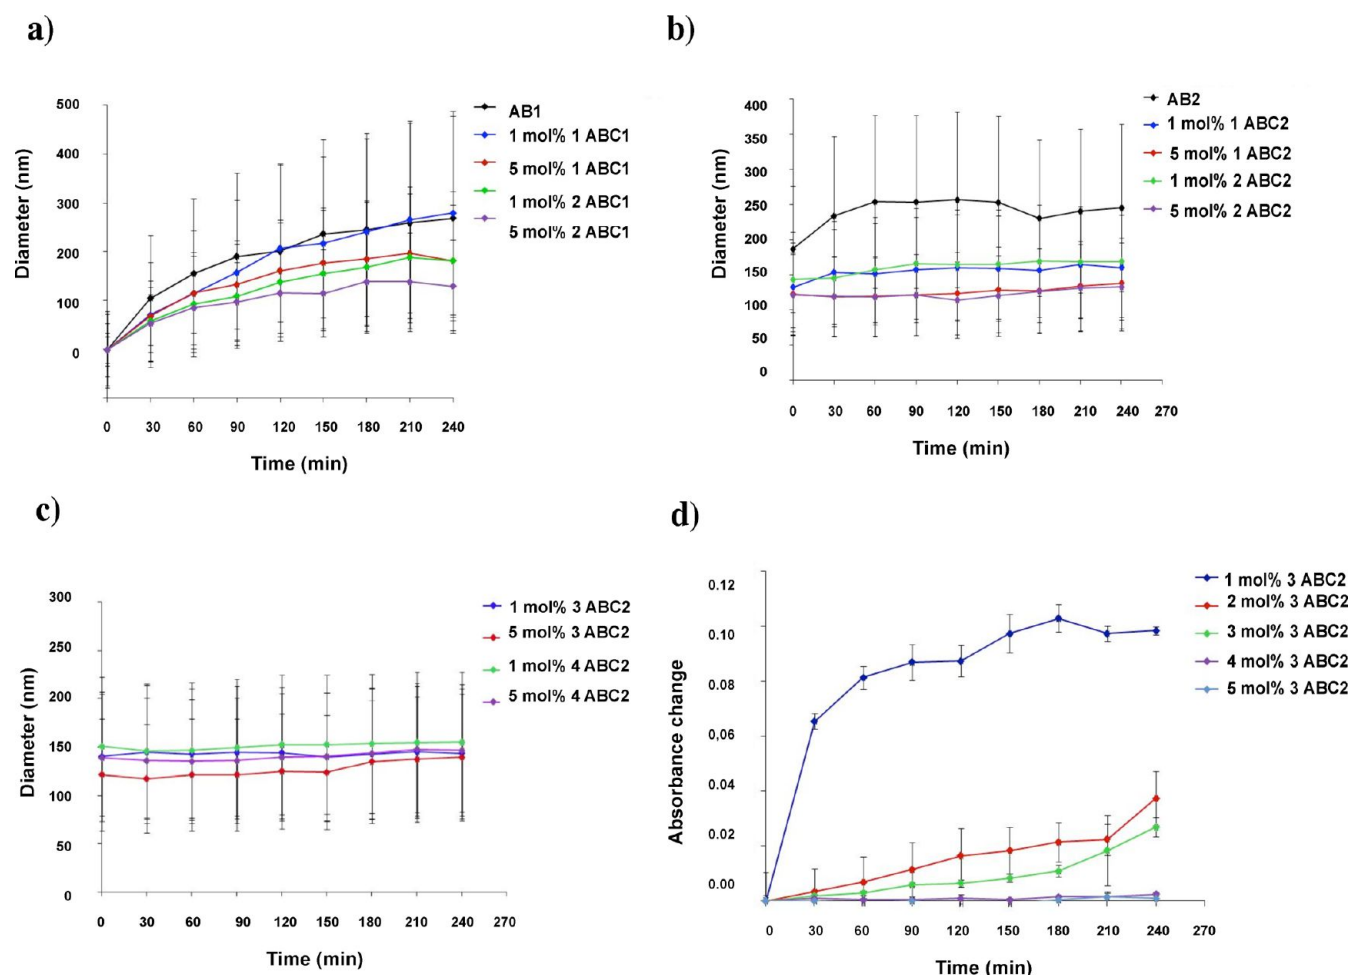 a)
500
400
300
200
100
0
Diameter (nm)
0 30 60 90 120 150 180 210 240
Time (min)
AB1
1 mol% 1 ABC1
5 mol% 1 ABC1
1 mol% 2 ABC1
5 mol% 2 ABC1
b)
400
350
300
250
200
150
100
50
0
Diameter (nm)
0 30 60 90 120 150 180 210 240 270
Time (min)
AB2
1 mol% 1 ABC2
5 mol% 1 ABC2
1 mol% 2 ABC2
5 mol% 2 ABC2
c)
300
250
200
150
100
50
0
Diameter (nm)
0 30 60 90 120 150 180 210 240 270
Time (min)
1 mol% 3 ABC2
5 mol% 3 ABC2
1 mol% 4 ABC2
5 mol% 4 ABC2
d)
0.12
0.10
0.08
0.06
0.04
0.02
0.00
Absorbance change
0 30 60 90 120 150 180 210 240 270
Time (min)
1 mol% 3 ABC2
2 mol% 3 ABC2
3 mol% 3 ABC2
4 mol% 3 ABC2
5 mol% 3 ABC2